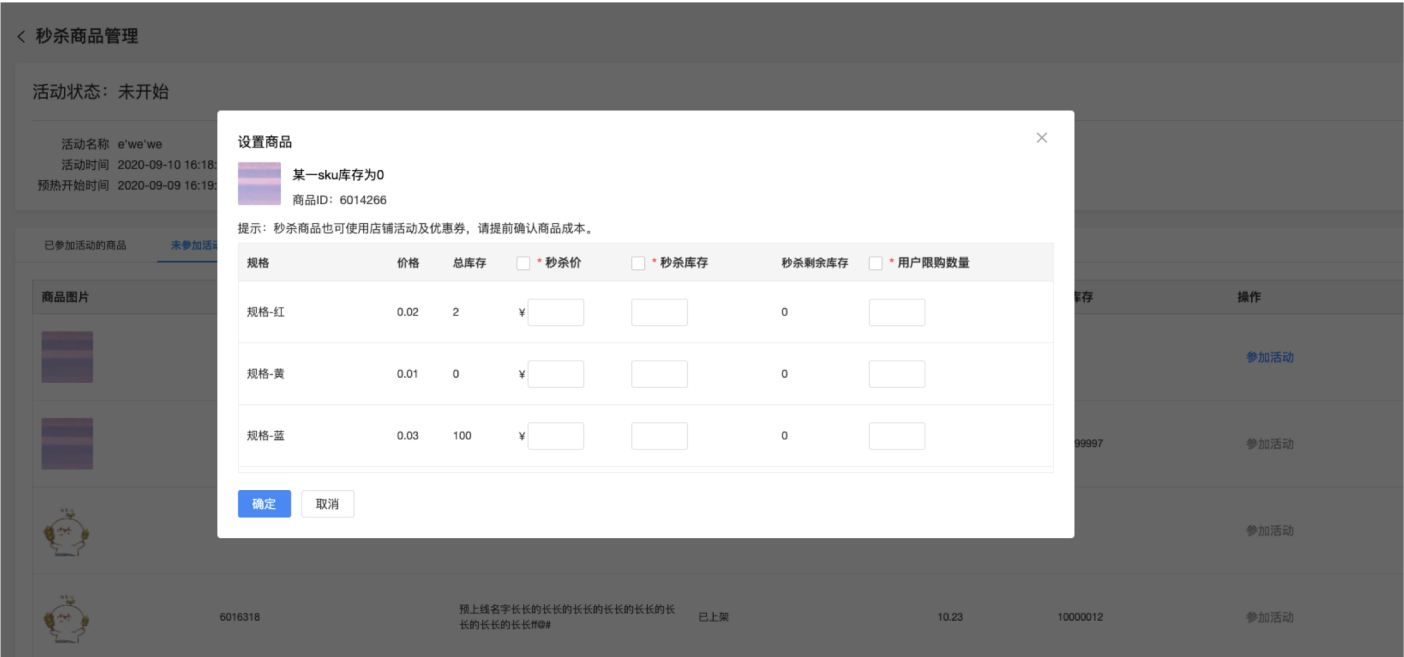 秒杀商品管理
活动状态：未开始
活动名称 e'we'we
活动时间 2020-09-10 16:18:
预热开始时间 2020-09-09 16:19:
已参加活动的商品 未参加活动
商品图片 库存 操作
参加活动
99997 参加活动
参加活动
6016318 预上线名字长长的长长的长长的长长的长长的长 已上架 10.23 10000012 参加活动
长的长长的长长ff@#
设置商品
某一sku库存为0
商品ID：6014266
提示：秒杀商品也可使用店铺活动及优惠券，请提前确认商品成本。
规格 价格 总库存 * 秒杀价 * 秒杀库存 秒杀剩余库存 * 用户限购数量
规格-红 0.02 2 ¥ 0
规格-黄 0.01 0 ¥ 0
规格-蓝 0.03 100 ¥ 0
确定 取消